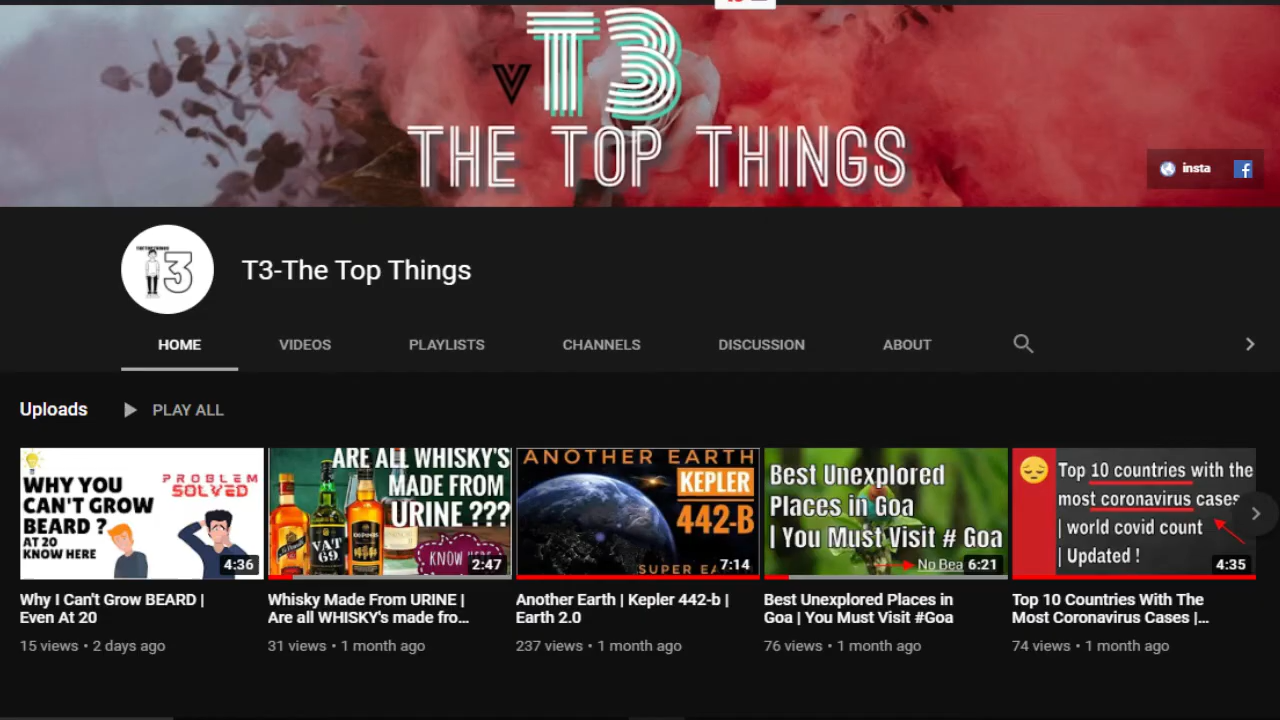 T3
THE TOP THINGS
insta
T3-The Top Things
HOME
VIDEOS
PLAYLISTS
CHANNELS
DISCUSSION
ABOUT
Uploads
PLAY ALL
WHY YOU
CAN'T GROW
BEARD ?
AT 20
KNOW HERE
PROBLEM
SOLVED
4:36
ARE ALL WHISKY'S
MADE FROM
URINE ???
VAT
69
KNOW
2:47
ANOTHER EARTH
KEPLER
442-B
SUPER
7:14
Best Unexplored
Places in Goa
| You Must Visit # Goa
No Bea
6:21
Top 10 countries with the
most coronavirus cases
| world covid count
| Updated !
4:35
Why I Can't Grow BEARD |
Even At 20
15 views • 2 days ago
Whisky Made From URINE |
Are all WHISKY's made fro...
31 views • 1 month ago
Another Earth | Kepler 442-b |
Earth 2.0
237 views • 1 month ago
Best Unexplored Places in
Goa | You Must Visit #Goa
76 views • 1 month ago
Top 10 Countries With The
Most Coronavirus Cases |...
74 views • 1 month ago